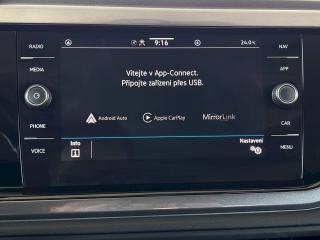 RADIO
9:16
24.0
NAV
MEDIA
Vítejte v App-Connect.
Připojte zařízení přes USB.
APP
Android Auto
Apple CarPlay
MirrorLink
PHONE
CAR
VOICE
Info
Nastavení
MENU